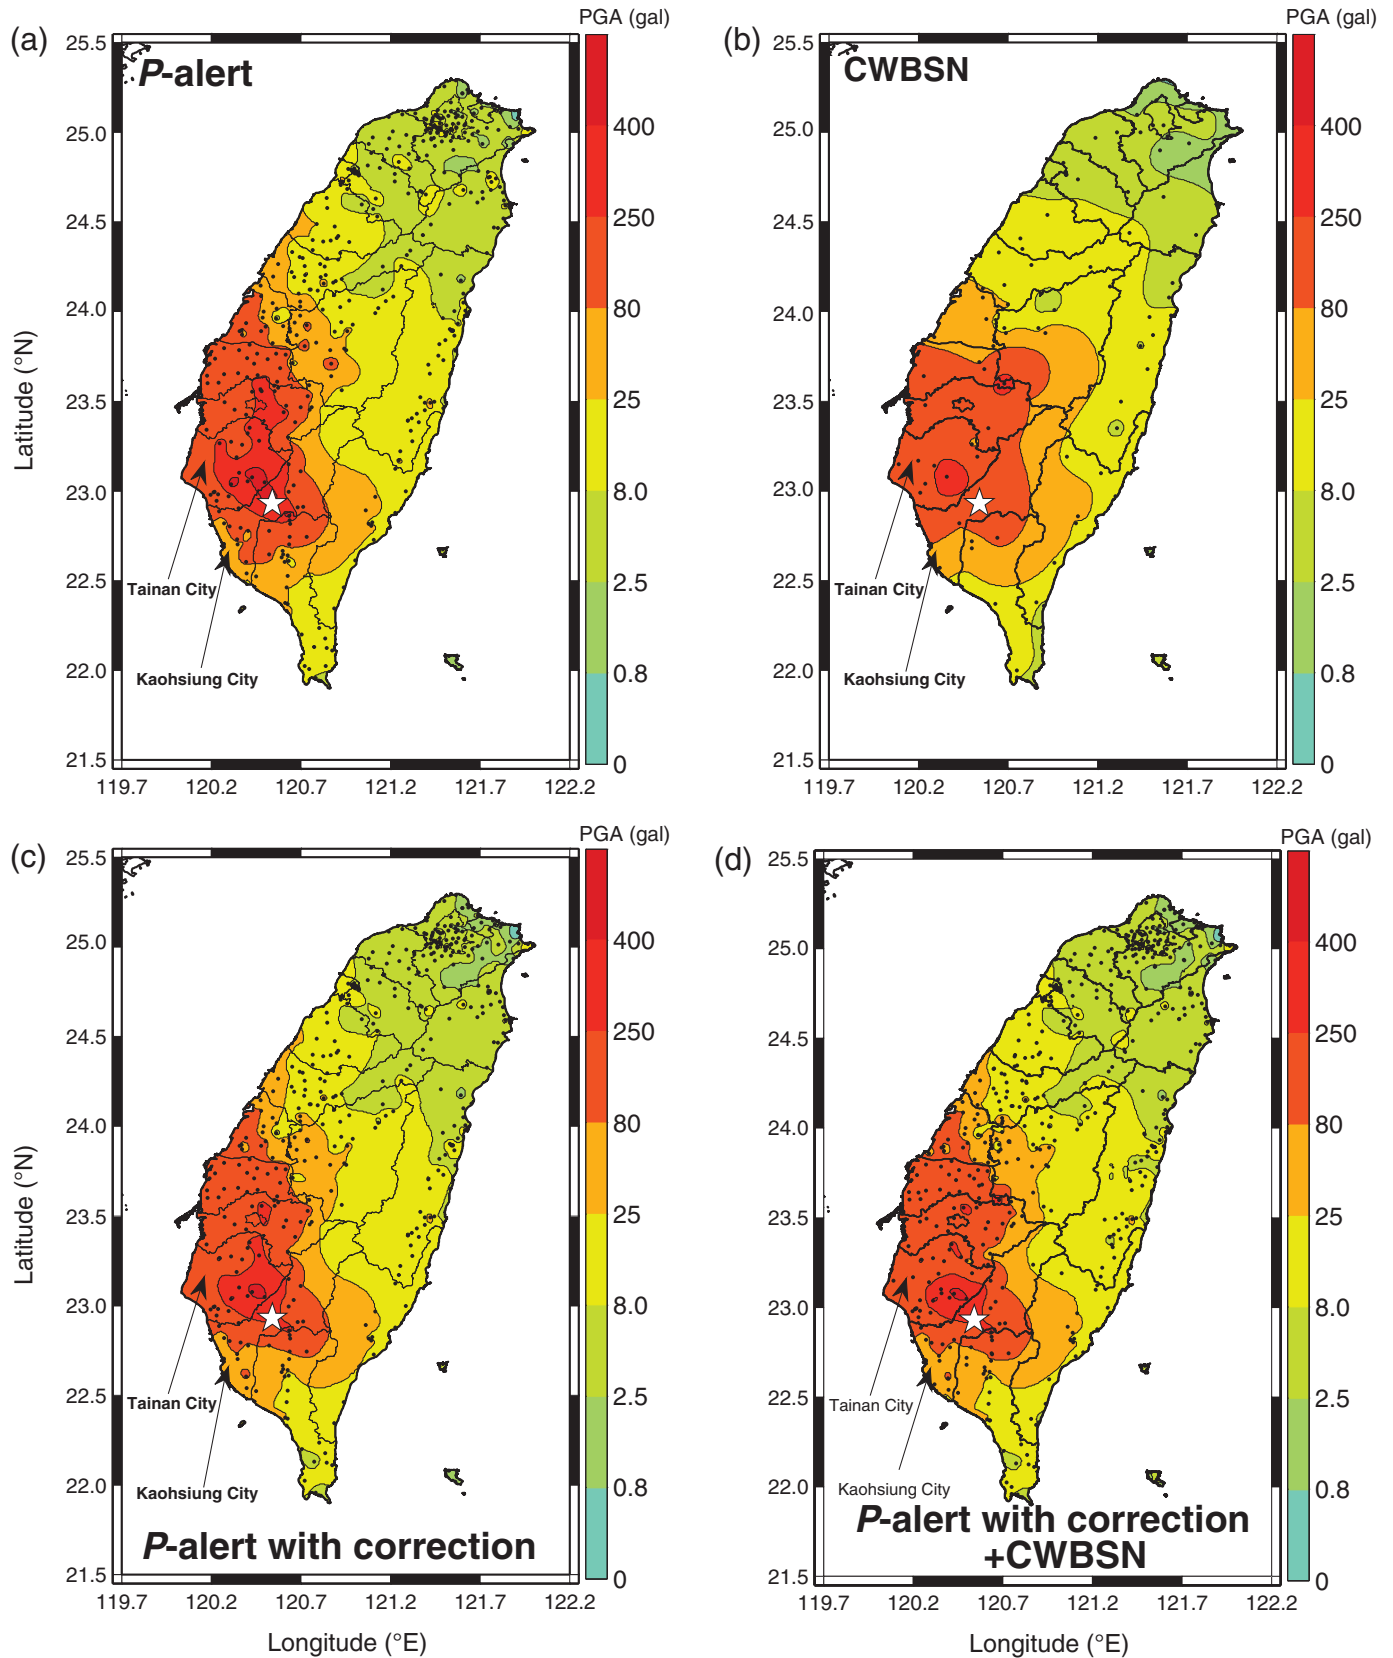 (a)
P-alert
PGA (gal)
25.5
25.0
24.5
24.0
23.5
23.0
22.5
22.0
21.5
Latitude (°N)
119.7 120.2 120.7 121.2 121.7 122.2
Tainan City
Kaohsiung City
400
250
80
25
8.0
2.5
0.8
0
(b)
CWBSN
PGA (gal)
25.5
25.0
24.5
24.0
23.5
23.0
22.5
22.0
21.5
119.7 120.2 120.7 121.2 121.7 122.2
Tainan City
Kaohsiung City
400
250
80
25
8.0
2.5
0.8
0
(c)
PGA (gal)
25.5
25.0
24.5
24.0
23.5
23.0
22.5
22.0
21.5
Latitude (°N)
Tainan City
Kaohsiung City
P-alert with correction
119.7 120.2 120.7 121.2 121.7 122.2
Longitude (°E)
400
250
80
25
8.0
2.5
0.8
0
(d)
PGA (gal)
25.5
25.0
24.5
24.0
23.5
23.0
22.5
22.0
21.5
Tainan City
Kaohsiung City
P-alert with correction
+CWBSN
119.7 120.2 120.7 121.2 121.7 122.2
Longitude (°E)
400
250
80
25
8.0
2.5
0.8
0